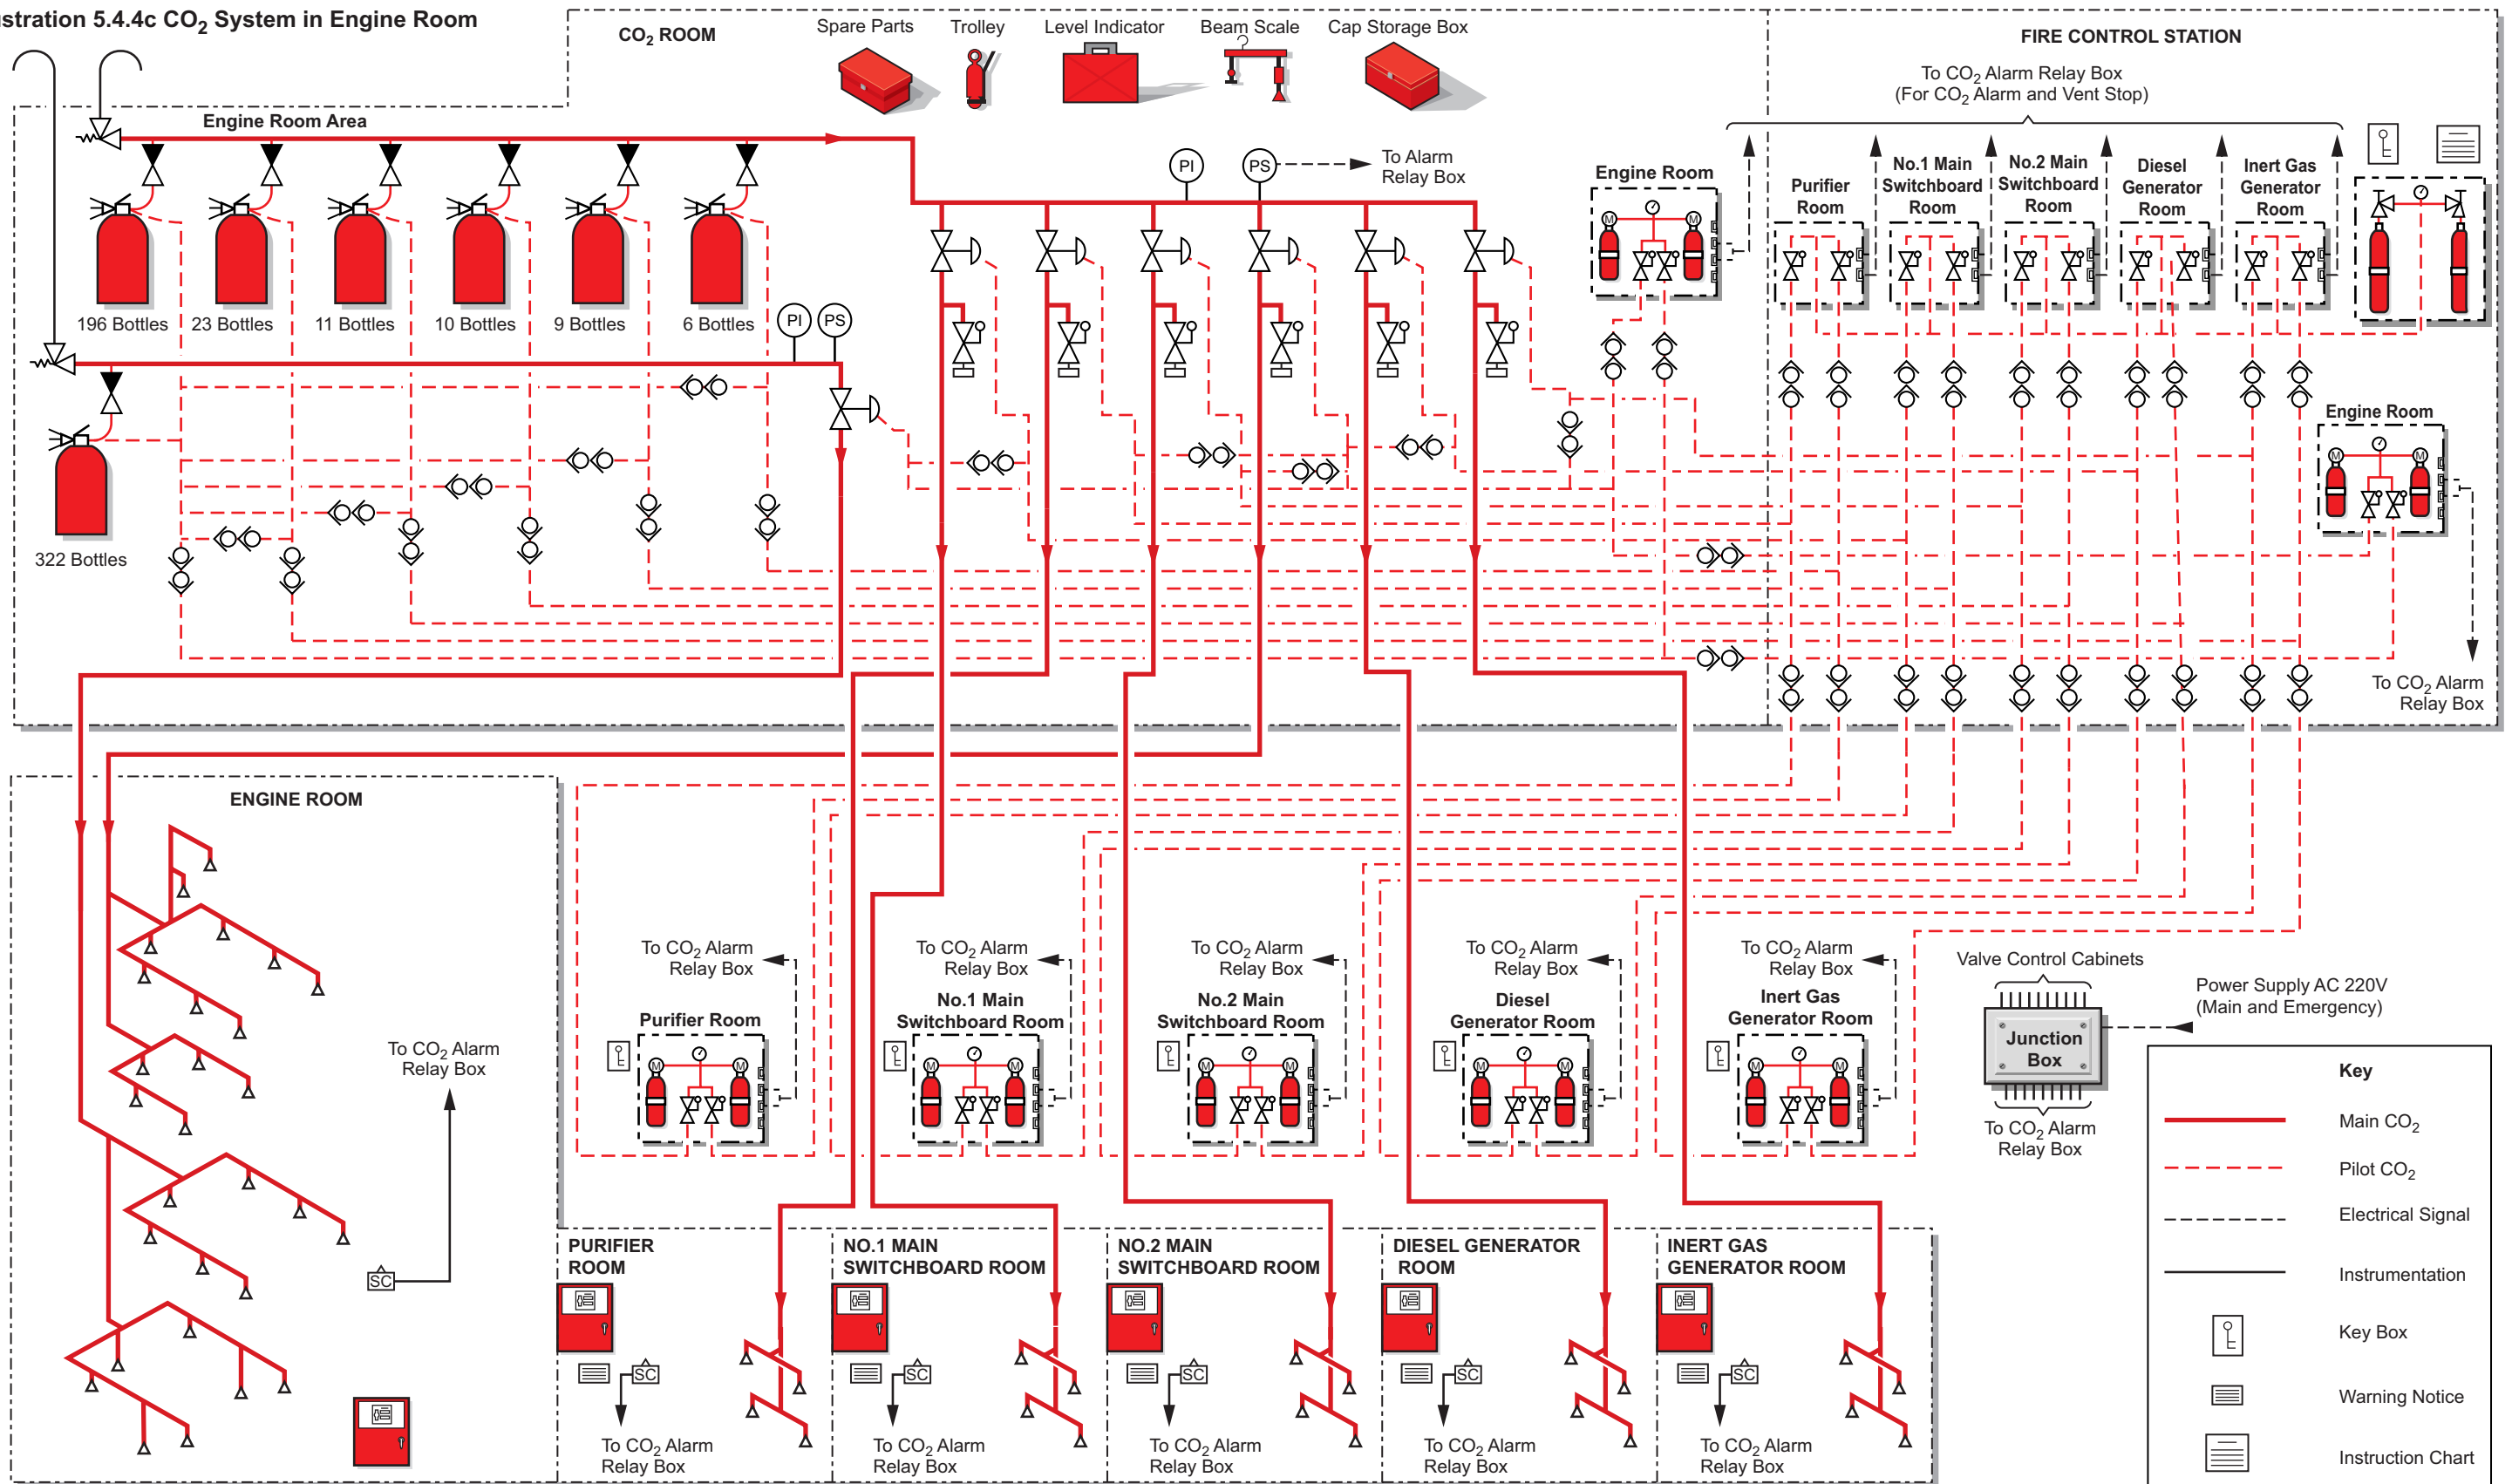 ustration 5.4.4c CO2 System in Engine Room
CO2 ROOM
Spare Parts
Trolley
Level Indicator
Beam Scale
Cap Storage Box
FIRE CONTROL STATION
To CO2 Alarm Relay Box
(For CO2 Alarm and Vent Stop)
Engine Room Area
PI
PS
To Alarm
Relay Box
Engine Room
M
M
Purifier
Room
No.1 Main
Switchboard
Room
No.2 Main
Switchboard
Room
Diesel
Generator
Room
Inert Gas
Generator
Room
196 Bottles
23 Bottles
11 Bottles
10 Bottles
9 Bottles
6 Bottles
PI
PS
322 Bottles
Engine Room
M
M
To CO2 Alarm
Relay Box
ENGINE ROOM
To CO2 Alarm
Relay Box
SC
To CO2 Alarm
Relay Box
Purifier Room
M
M
To CO2 Alarm
Relay Box
No.1 Main
Switchboard Room
M
M
To CO2 Alarm
Relay Box
No.2 Main
Switchboard Room
M
M
To CO2 Alarm
Relay Box
Diesel
Generator Room
M
M
To CO2 Alarm
Relay Box
Inert Gas
Generator Room
M
M
Valve Control Cabinets
Junction
Box
To CO2 Alarm
Relay Box
Power Supply AC 220V
(Main and Emergency)
PURIFIER
ROOM
SC
To CO2 Alarm
Relay Box
NO.1 MAIN
SWITCHBOARD ROOM
SC
To CO2 Alarm
Relay Box
NO.2 MAIN
SWITCHBOARD ROOM
SC
To CO2 Alarm
Relay Box
DIESEL GENERATOR
ROOM
SC
To CO2 Alarm
Relay Box
INERT GAS
GENERATOR ROOM
SC
To CO2 Alarm
Relay Box
Key
Main CO2
Pilot CO2
Electrical Signal
Instrumentation
Key Box
Warning Notice
Instruction Chart